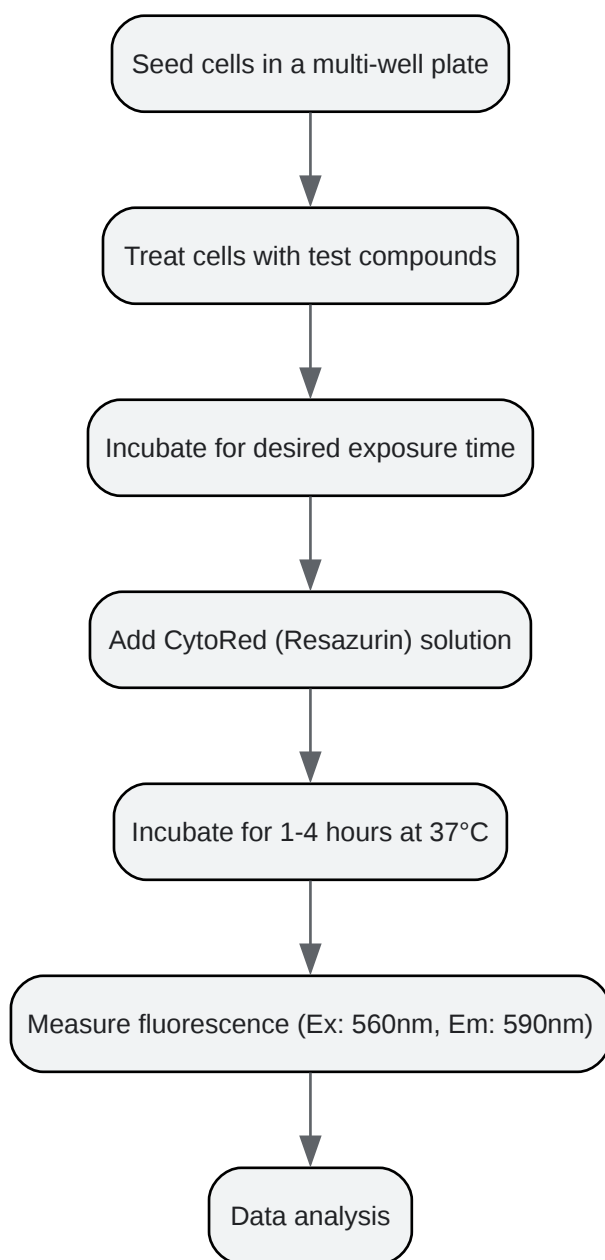 Seed cells in a multi-well plate
Treat cells with test compounds
Incubate for desired exposure time
Add CytoRed (Resazurin) solution
Incubate for 1-4 hours at 37°C
Measure fluorescence (Ex: 560nm, Em: 590nm)
Data analysis